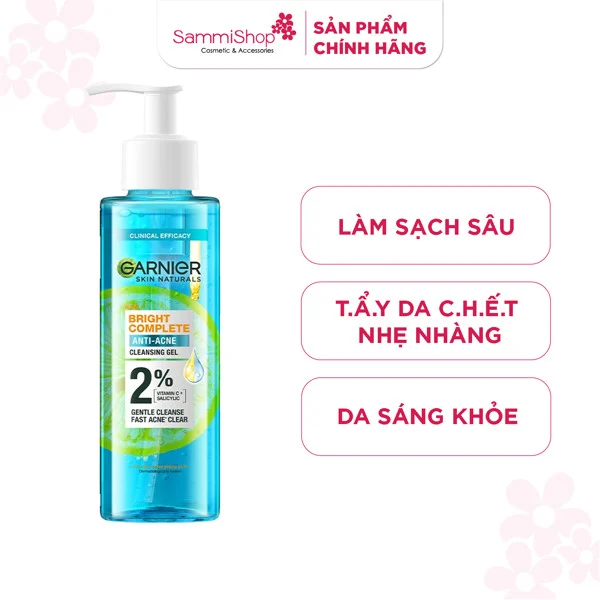 SammiShop
Cosmetic & Accessories
SẢN PHẨM
CHÍNH HÃNG
CLINICAL EFFICACY
GARNIER
SKIN NATURALS
BRIGHT
COMPLETE
ANTI-ACNE
CLEANSING GEL
2%
VITAMIN C +
SALICYLIC
GENTLE CLEANSE
FAST ACNE CLEAR
LÀM SẠCH SÂU
T.Ẩ.Y DA C.H.Ế.T
NHẸ NHÀNG
DA SÁNG KHỎE